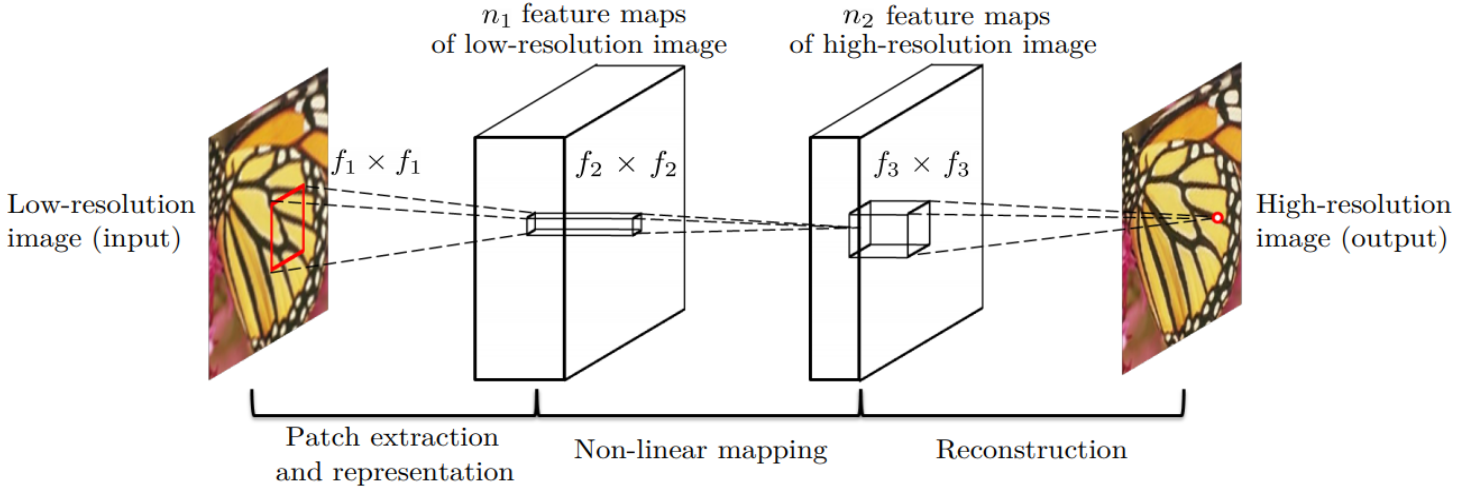 n₁ feature maps
of low-resolution image
n₂ feature maps
of high-resolution image
f₁ × f₁
f₂ × f₂
f₃ × f₃
Low-resolution
image (input)
High-resolution
image (output)
Patch extraction
and representation
Non-linear mapping
Reconstruction